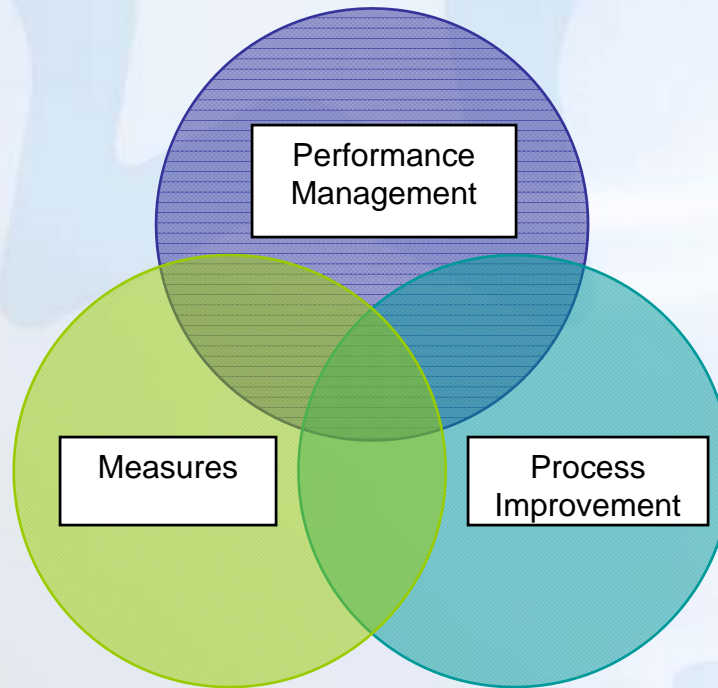 Performance
Management
Measures
Process
Improvement